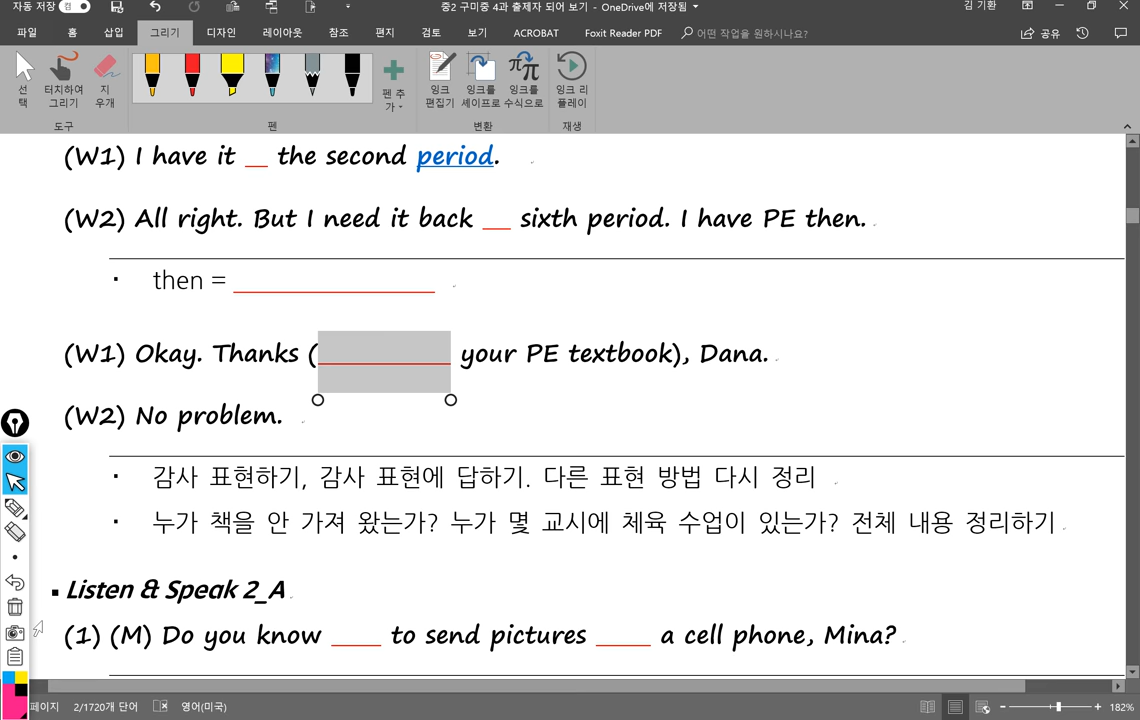 자동 저장 켬 중2 구미중 4과 출제자 되어 보기 - OneDrive에 저장됨 김 기환
파일 홈 삽입 그리기 디자인 레이아웃 참조 편지 검토 보기 ACROBAT Foxit Reader PDF 어떤 작업을 원하시나요? 공유
선택 터치하여 그리기 지우개 펜 추가 잉크 편집기 잉크를 셰이프로 잉크를 수식으로 잉크 리플레이
도구 펜 변환 재생
(W1) I have it __ the second period.
(W2) All right. But I need it back __ sixth period. I have PE then.
· then = ______________
(W1) Okay. Thanks (__________ your PE textbook), Dana.
(W2) No problem.
· 감사 표현하기, 감사 표현에 답하기. 다른 표현 방법 다시 정리
· 누가 책을 안 가져 왔는가? 누가 몇 교시에 체육 수업이 있는가? 전체 내용 정리하기
▪ Listen & Speak 2_A
(1) (M) Do you know ____ to send pictures ____ a cell phone, Mina?
페이지 2/1720개 단어 영어(미국) 182%